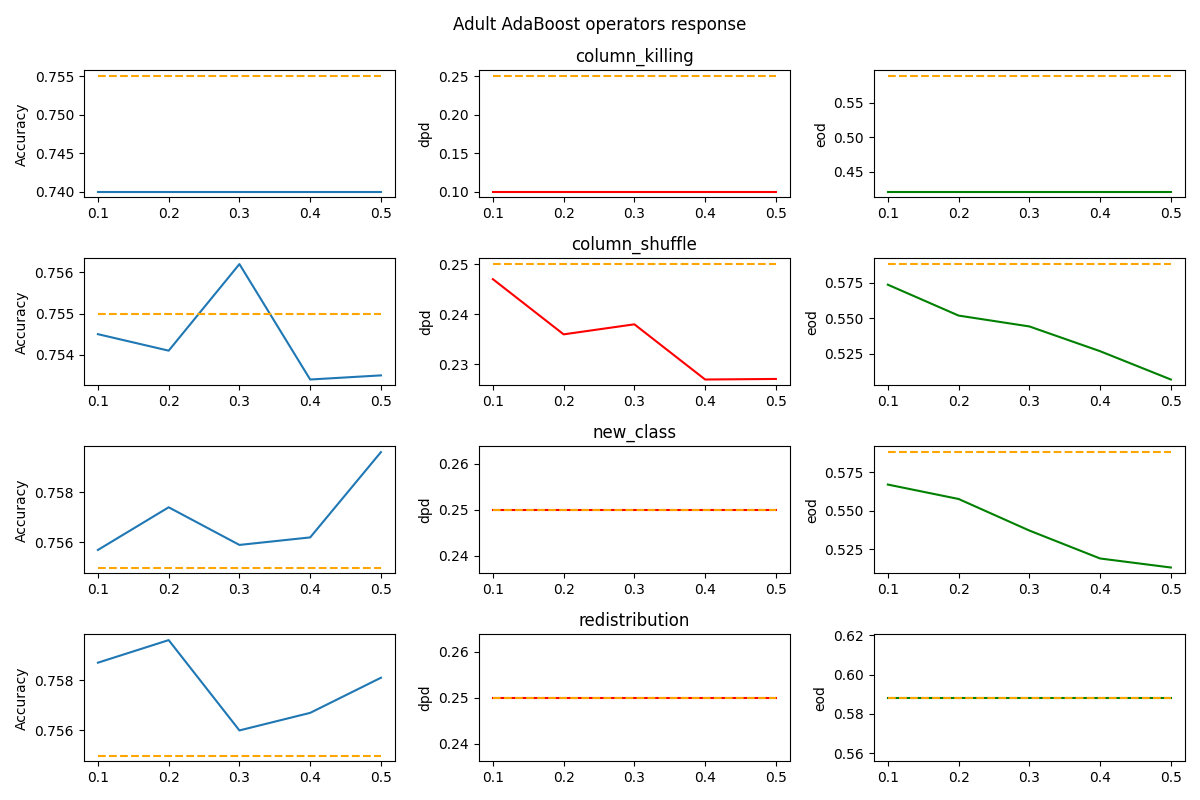 Adult AdaBoost operators response
column_killing
Accuracy
0.755
0.750
0.745
0.740
0.1 0.2 0.3 0.4 0.5
dpd
0.25
0.20
0.15
0.10
0.1 0.2 0.3 0.4 0.5
eod
0.55
0.50
0.45
0.1 0.2 0.3 0.4 0.5
column_shuffle
Accuracy
0.756
0.755
0.754
0.1 0.2 0.3 0.4 0.5
dpd
0.25
0.24
0.23
0.1 0.2 0.3 0.4 0.5
eod
0.575
0.550
0.525
0.1 0.2 0.3 0.4 0.5
new_class
Accuracy
0.758
0.756
0.1 0.2 0.3 0.4 0.5
dpd
0.26
0.25
0.24
0.1 0.2 0.3 0.4 0.5
eod
0.575
0.550
0.525
0.1 0.2 0.3 0.4 0.5
redistribution
Accuracy
0.758
0.756
0.1 0.2 0.3 0.4 0.5
dpd
0.26
0.25
0.24
0.1 0.2 0.3 0.4 0.5
eod
0.62
0.60
0.58
0.56
0.1 0.2 0.3 0.4 0.5